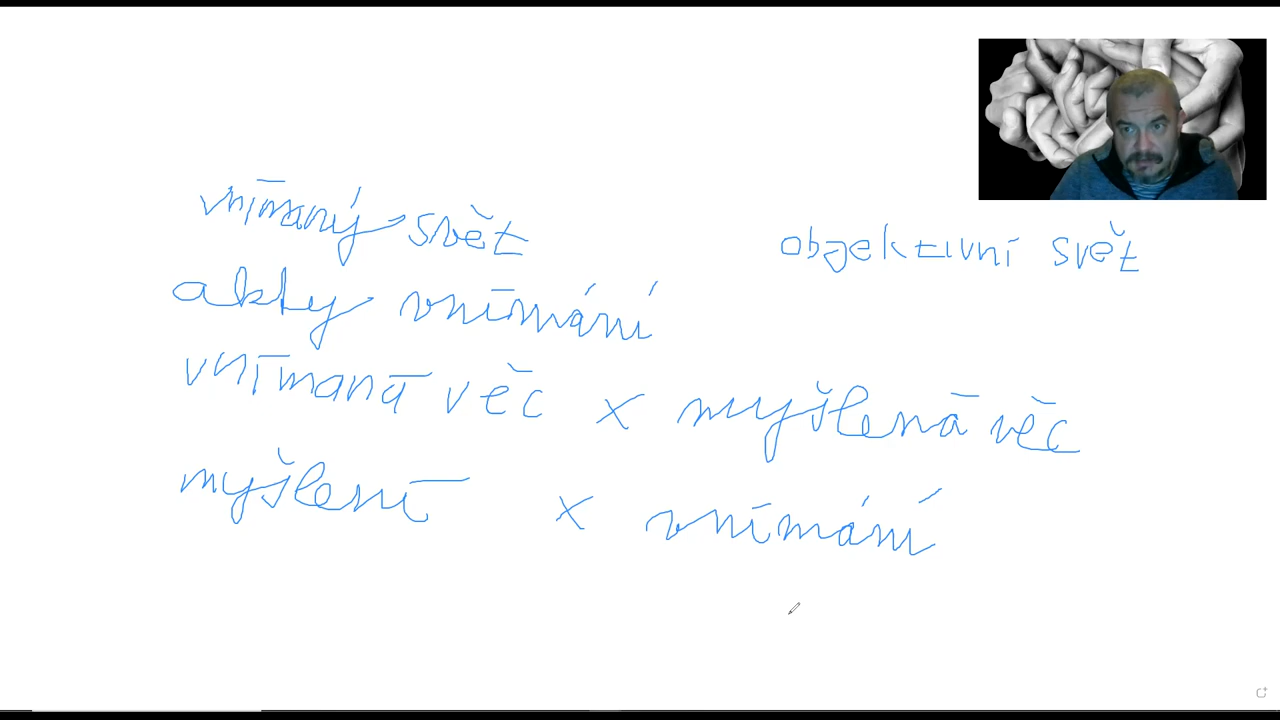 vnímaný svět objektivní svět
akty vnímání
vnímaná věc x myšlená věc
myšlení x vnímání